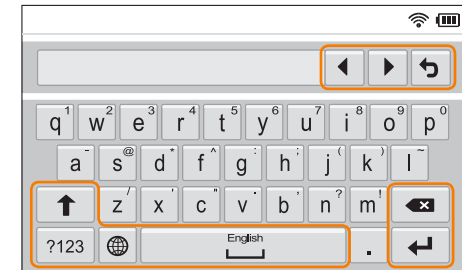 q 1 w 2 e 3 r 4 t 5 y 6 u 7 i 8 o 9 p 0
a - s @ d * f ^ g : h ; j ( k ) l ~
z / x ' c " v . b , n ? m !
?123 English .